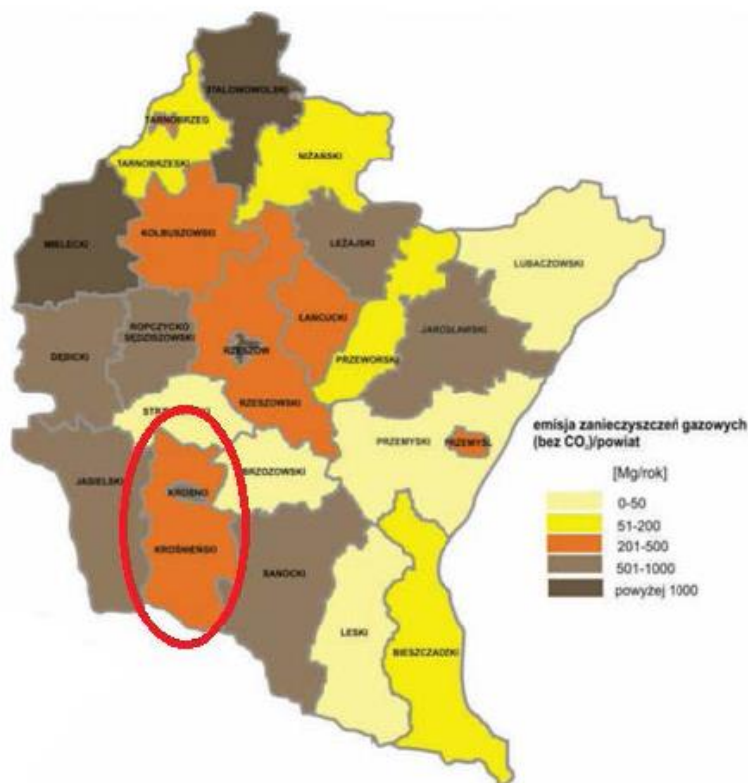 STALOWOWOLSKI
TARNOBRZEG
TARNOBRZESKI
NIŻAŃSKI
MIELECKI
KOLBUSZOWSKI
LEŻAJSKI
LUBACZOWSKI
ROPCZYCKO
SĘDZISZOWSKI
DĘBICKI
ŁAŃCUCKI
RZESZÓW
JAROSŁAWSKI
PRZEWORSKI
RZESZOWSKI
PRZEMYSKI
PRZEMYŚL
JASIELSKI
BRZOZOWSKI
KROSNO
KROŚNIEŃSKI
SANOCKI
LESKI
BIESZCZADZKI
emisja zanieczyszczeń gazowych
(bez CO₂)/powiat
[Mg/rok]
0-50
51-200
201-500
501-1000
powyżej 1000